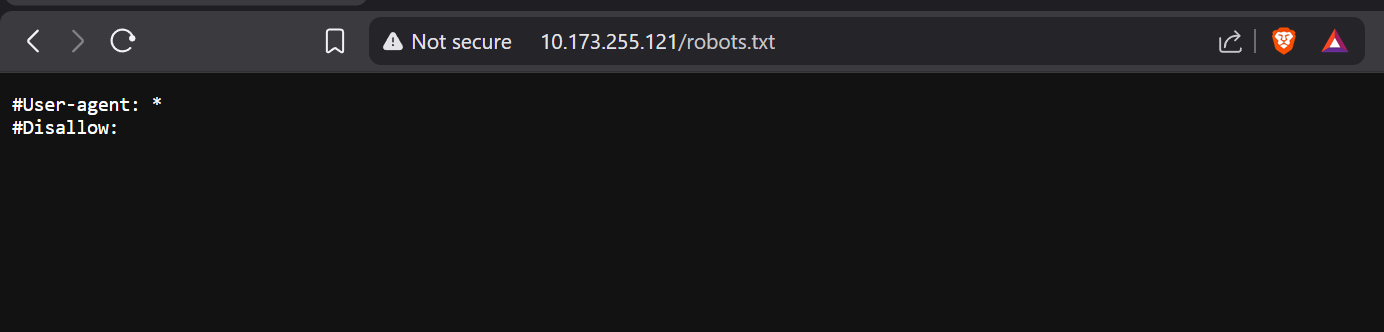 Not secure 10.173.255.121/robots.txt
#User-agent: *
#Disallow: